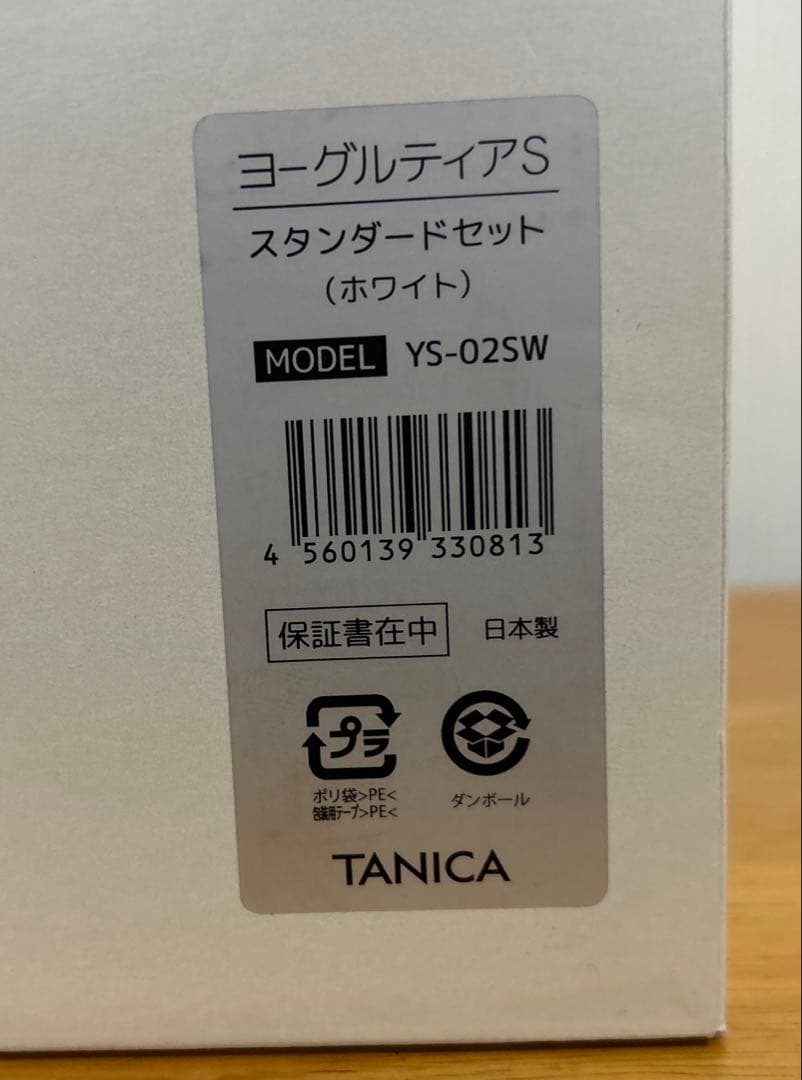 ヨーグルティアS
スタンダードセット
（ホワイト）
MODEL YS-02SW
4 560139 330813
保証書在中 日本製
プラ
ポリ袋>PE<
包装用テープ>PE<
ダンボール
TANICA